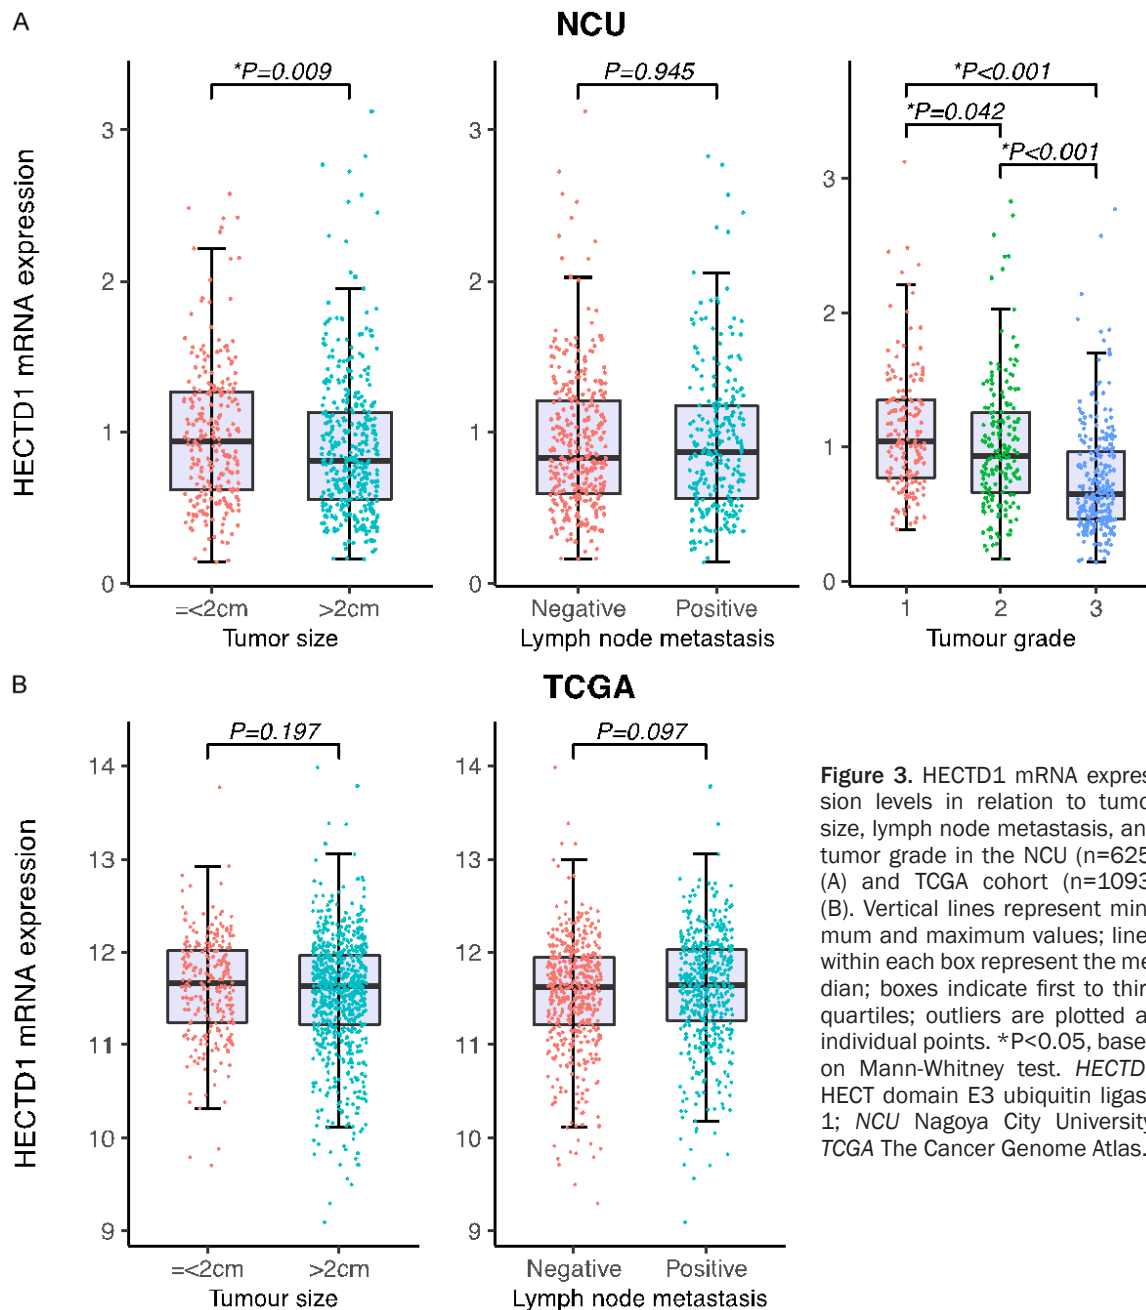 A
NCU
HECTD1 mRNA expression
*P=0.009
3
2
1
0
=<2cm
>2cm
Tumor size
P=0.945
Negative
Positive
Lymph node metastasis
*P<0.001
*P=0.042
*P<0.001
3
2
1
0
1
2
3
Tumour grade
B
TCGA
HECTD1 mRNA expression
P=0.197
14
13
12
11
10
9
=<2cm
>2cm
Tumour size
P=0.097
Negative
Positive
Lymph node metastasis
Figure 3. HECTD1 mRNA expres
sion levels in relation to tumo
size, lymph node metastasis, an
tumor grade in the NCU (n=625
(A) and TCGA cohort (n=1093
(B). Vertical lines represent min
mum and maximum values; line
within each box represent the me
dian; boxes indicate first to thir
quartiles; outliers are plotted a
individual points. *P<0.05, base
on Mann-Whitney test. HECTD
HECT domain E3 ubiquitin ligas
1; NCU Nagoya City University
TCGA The Cancer Genome Atlas.